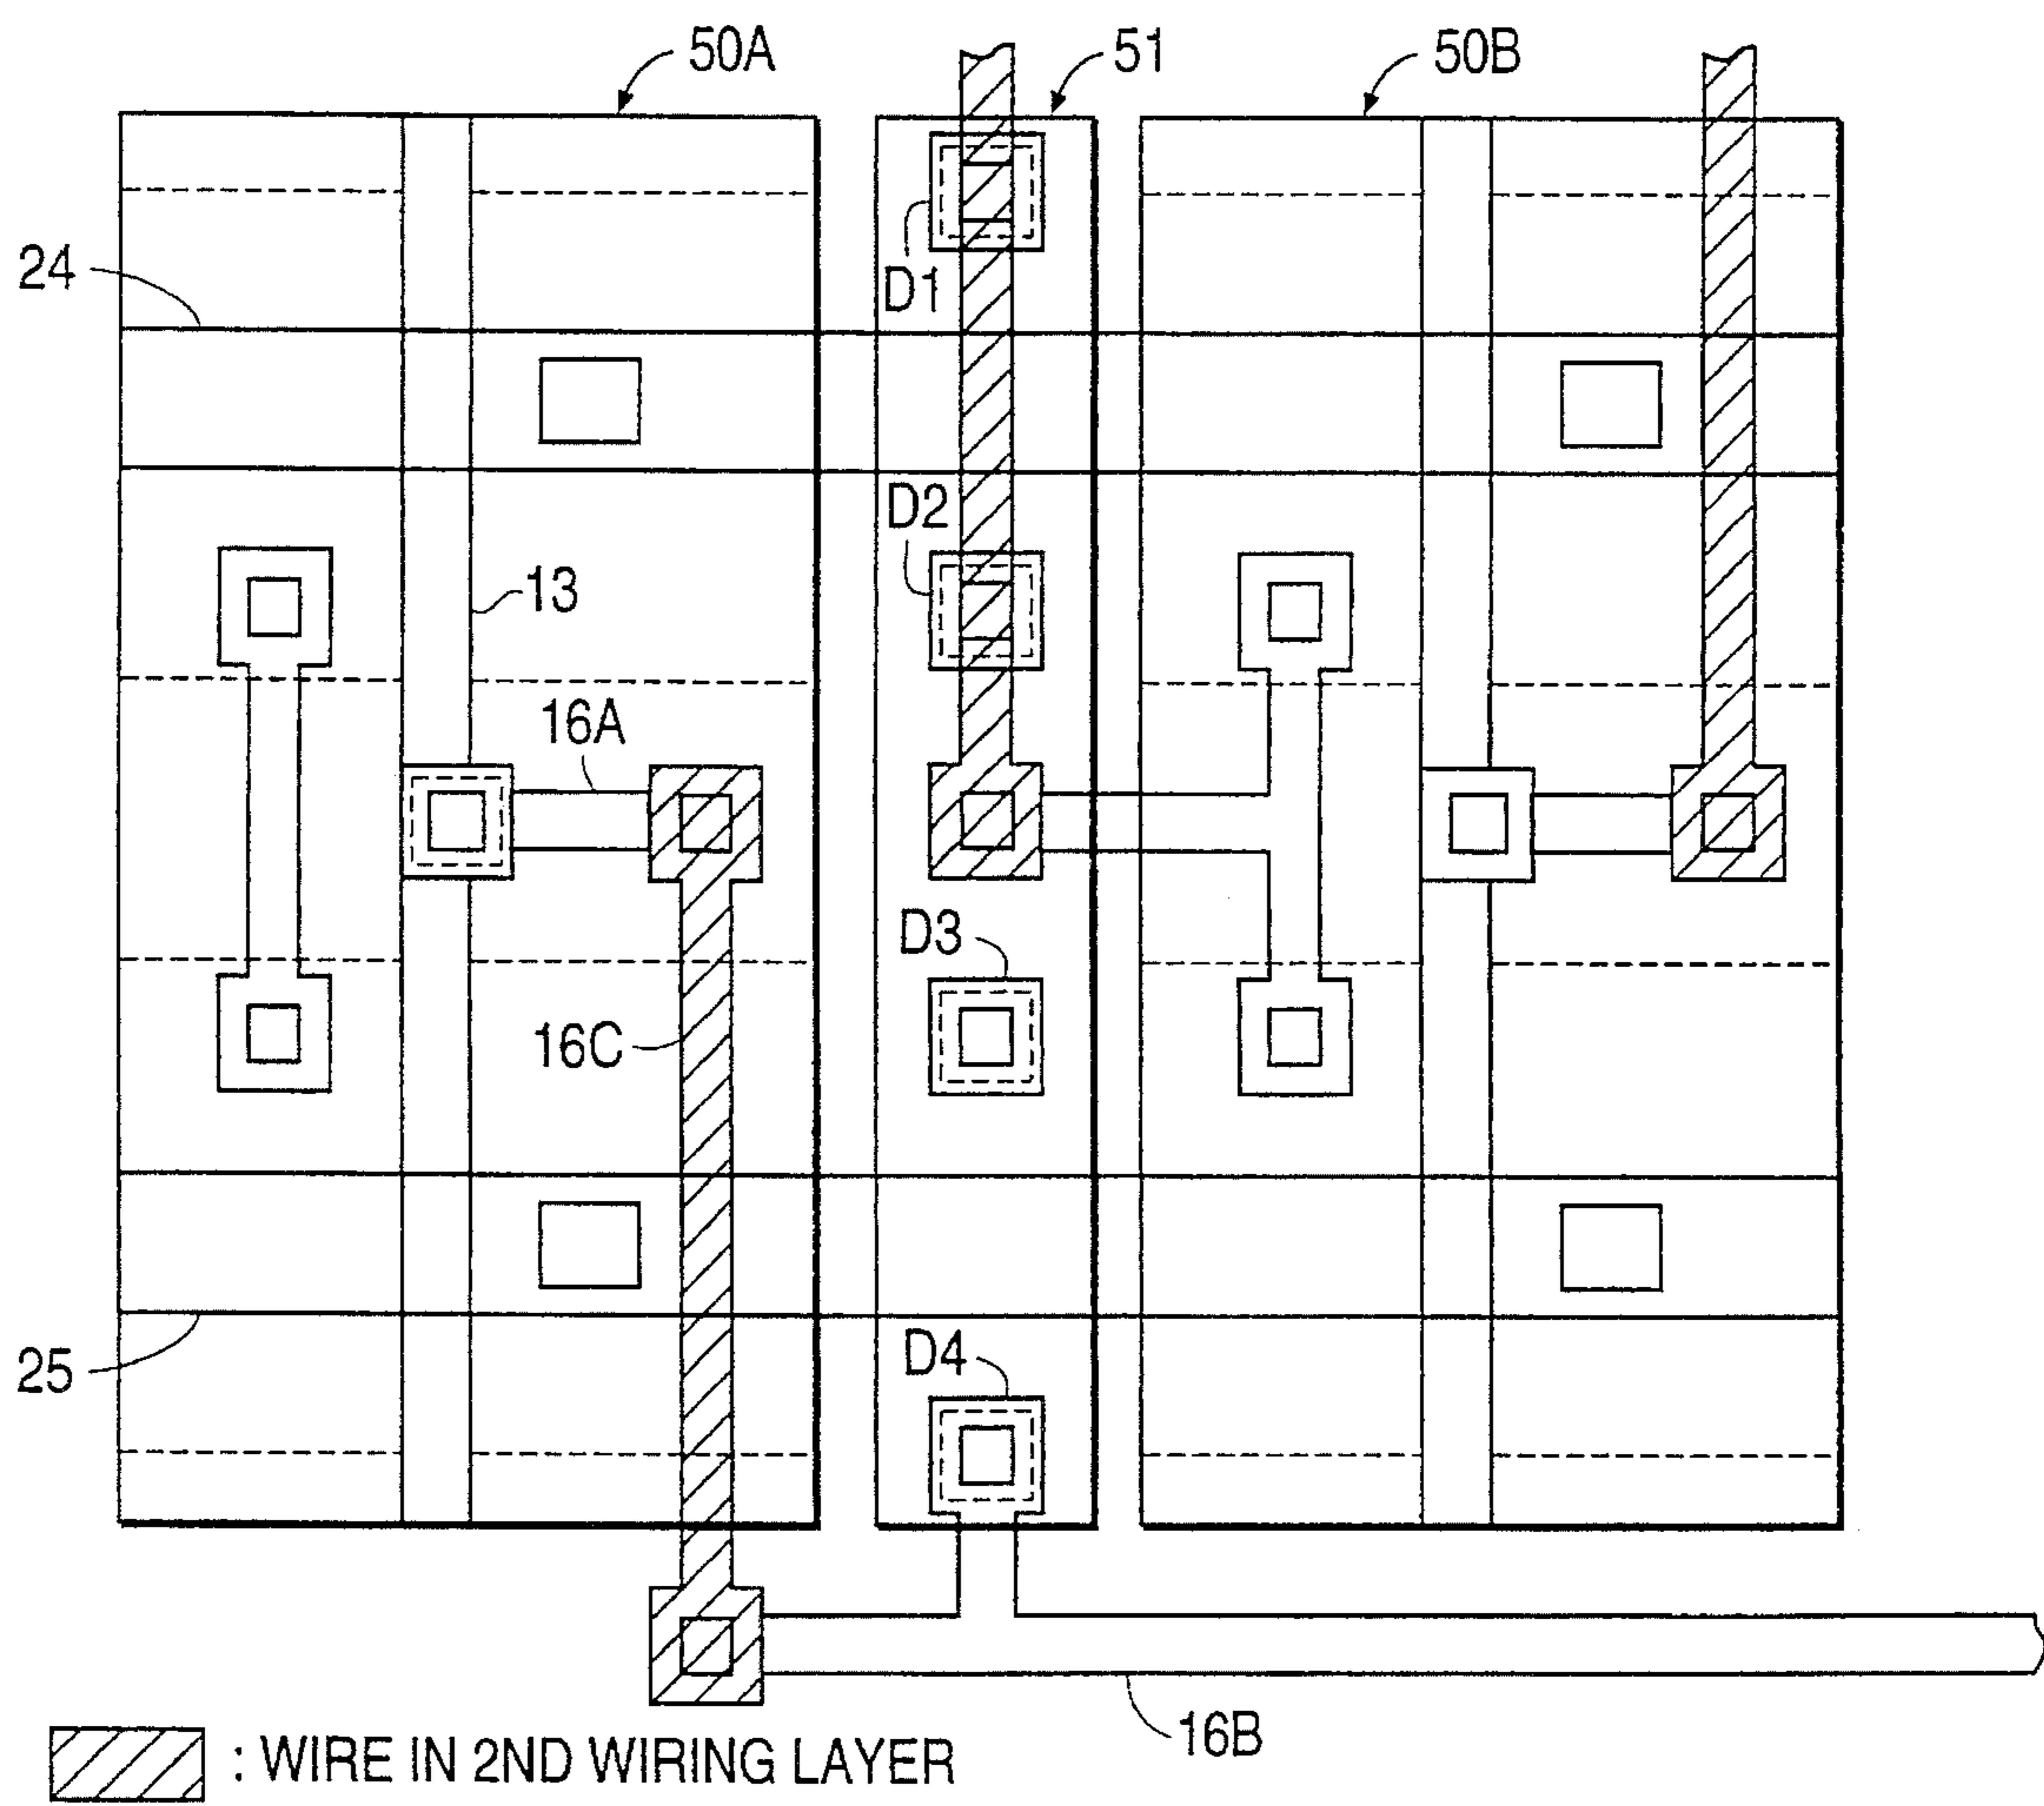 50A
51
50B
24
D1
D2
13
16A
D3
16C
D4
25
16B
: WIRE IN 2ND WIRING LAYER